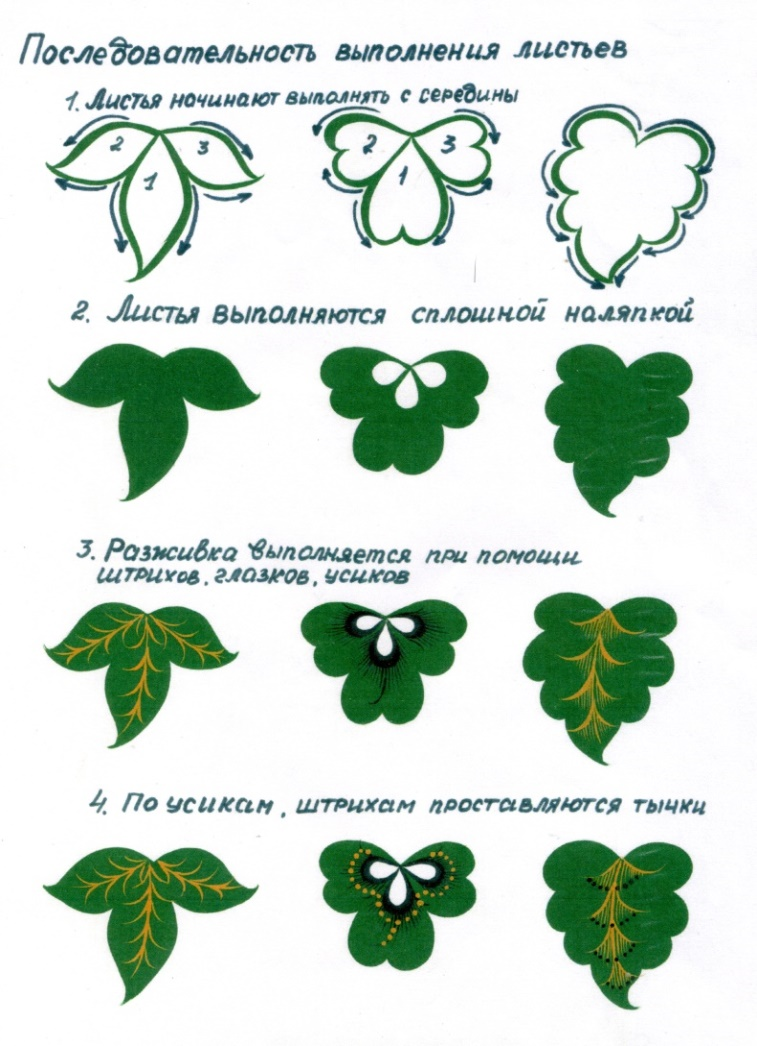 Последовательность выполнения листьев
1. Листья начинают выполнять с середины
2 1 3
2 1 3
2. Листья выполняются сплошной наляпкой
3. Разживка выполняется при помощи
штрихов, глазков, усиков
4. По усикам, штрихам проставляются тычки